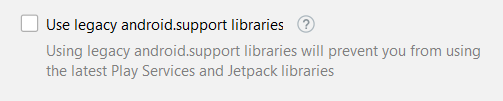 Use legacy android.support libraries ?
Using legacy android.support libraries will prevent you from using
the latest Play Services and Jetpack libraries